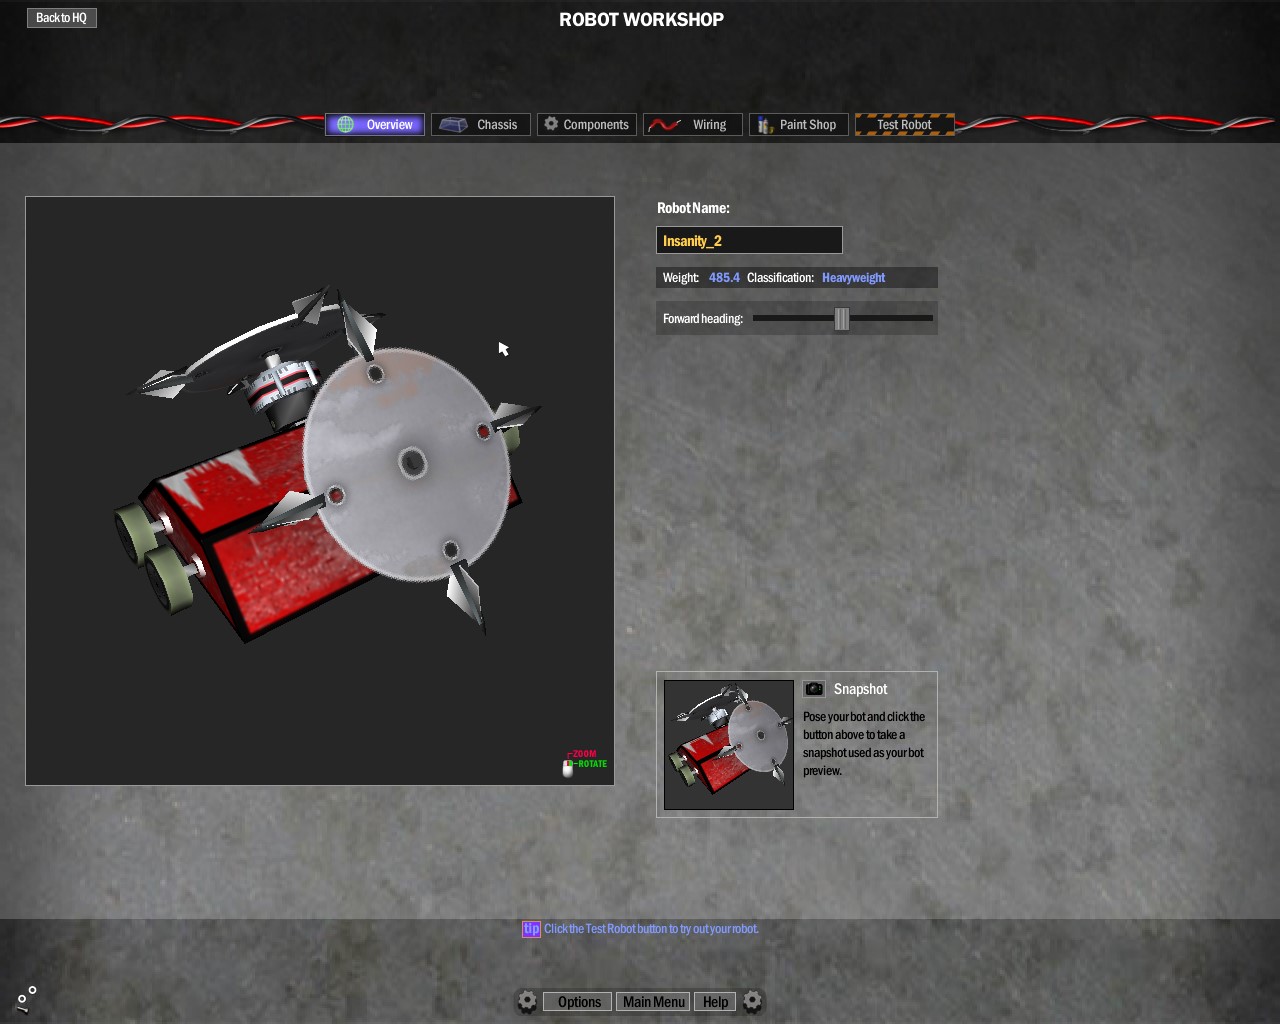 Back to HQ
ROBOT WORKSHOP
Overview
Chassis
Components
Wiring
Paint Shop
Test Robot
Robot Name:
Insanity_2
Weight: 485.4 Classification: Heavyweight
Forward heading:
ZOOM
ROTATE
Snapshot
Pose your bot and click the
button above to take a
snapshot used as your bot
preview.
tip Click the Test Robot button to try out your robot.
Options
Main Menu
Help